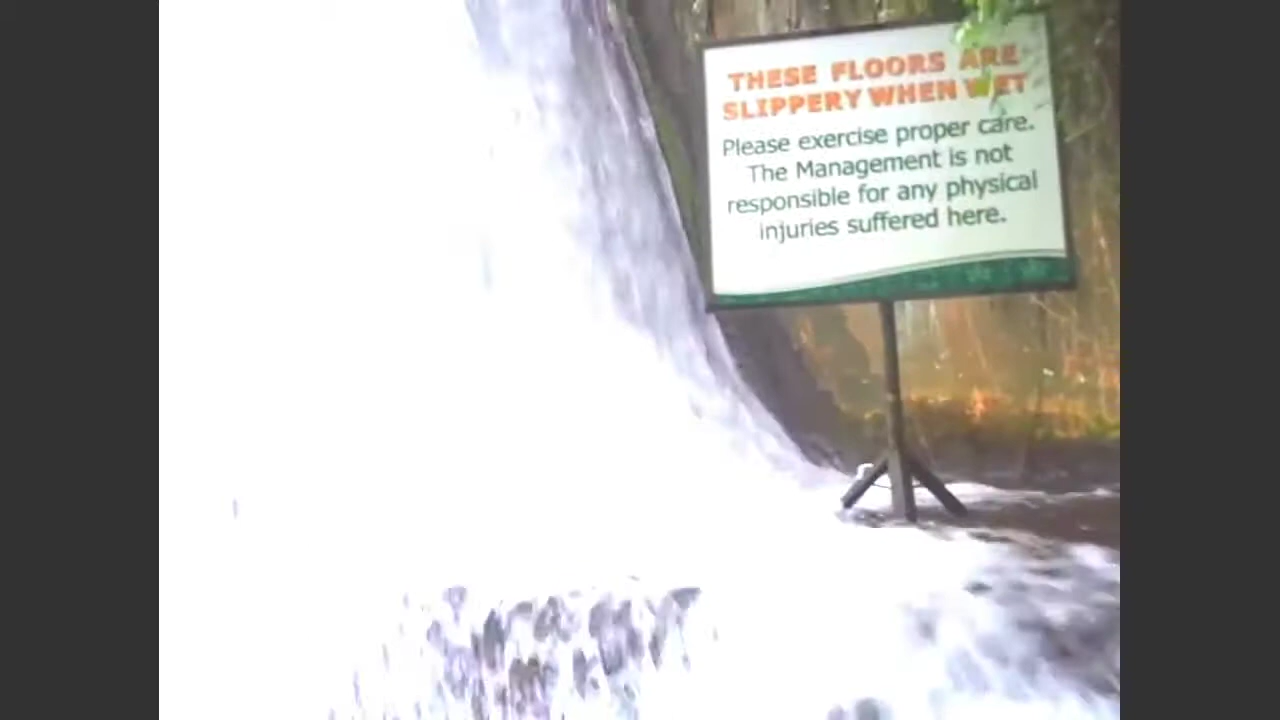 THESE FLOORS ARE
SLIPPERY WHEN WET
Please exercise proper care.
The Management is not
responsible for any physical
injuries suffered here.